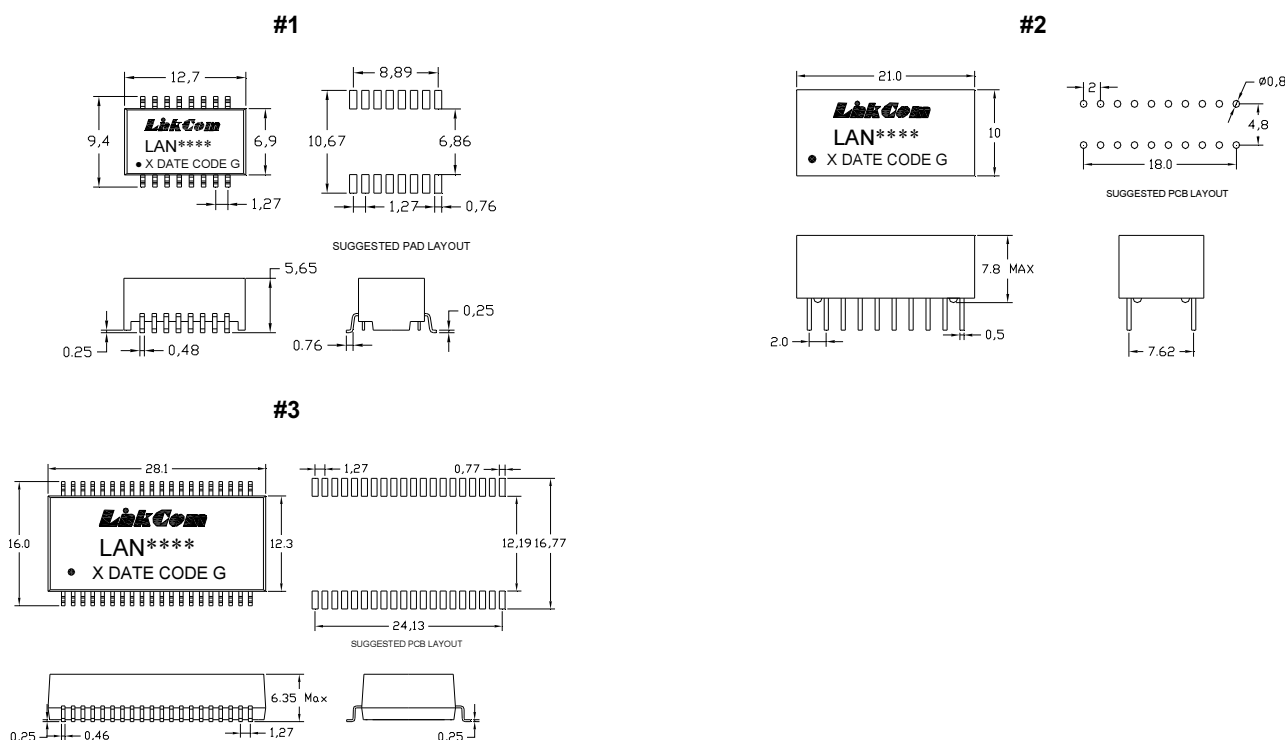 #1
12,7
8,89
9,4
LinkCom
LAN****
X DATE CODE G
6,9
10,67
6,86
1,27
1,27
0,76
SUGGESTED PAD LAYOUT
5,65
0,25
0.25
0,48
0.76
#2
21.0
LinkCom
LAN****
X DATE CODE G
10
2
ø0,8
4,8
18.0
SUGGESTED PCB LAYOUT
7.8 MAX
2.0
0,5
7.62
#3
28.1
1,27
0,77
16.0
LinkCom
LAN****
X DATE CODE G
12.3
12,19
16,77
24,13
SUGGESTED PCB LAYOUT
6.35 Max
0.25
0,46
1,27
0.25